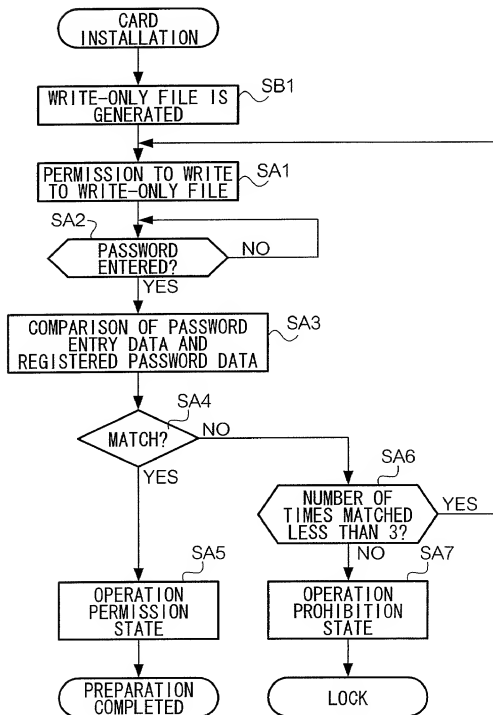 CARD
INSTALLATION
SB1
WRITE-ONLY FILE IS
GENERATED
SA1
PERMISSION TO WRITE
TO WRITE-ONLY FILE
SA2
PASSWORD
ENTERED?
NO
YES
SA3
COMPARISON OF PASSWORD
ENTRY DATA AND
REGISTERED PASSWORD DATA
SA4
MATCH?
NO
YES
SA6
NUMBER OF
TIMES MATCHED
LESS THAN 3?
YES
NO
SA5
OPERATION
PERMISSION
STATE
SA7
OPERATION
PROHIBITION
STATE
PREPARATION
COMPLETED
LOCK